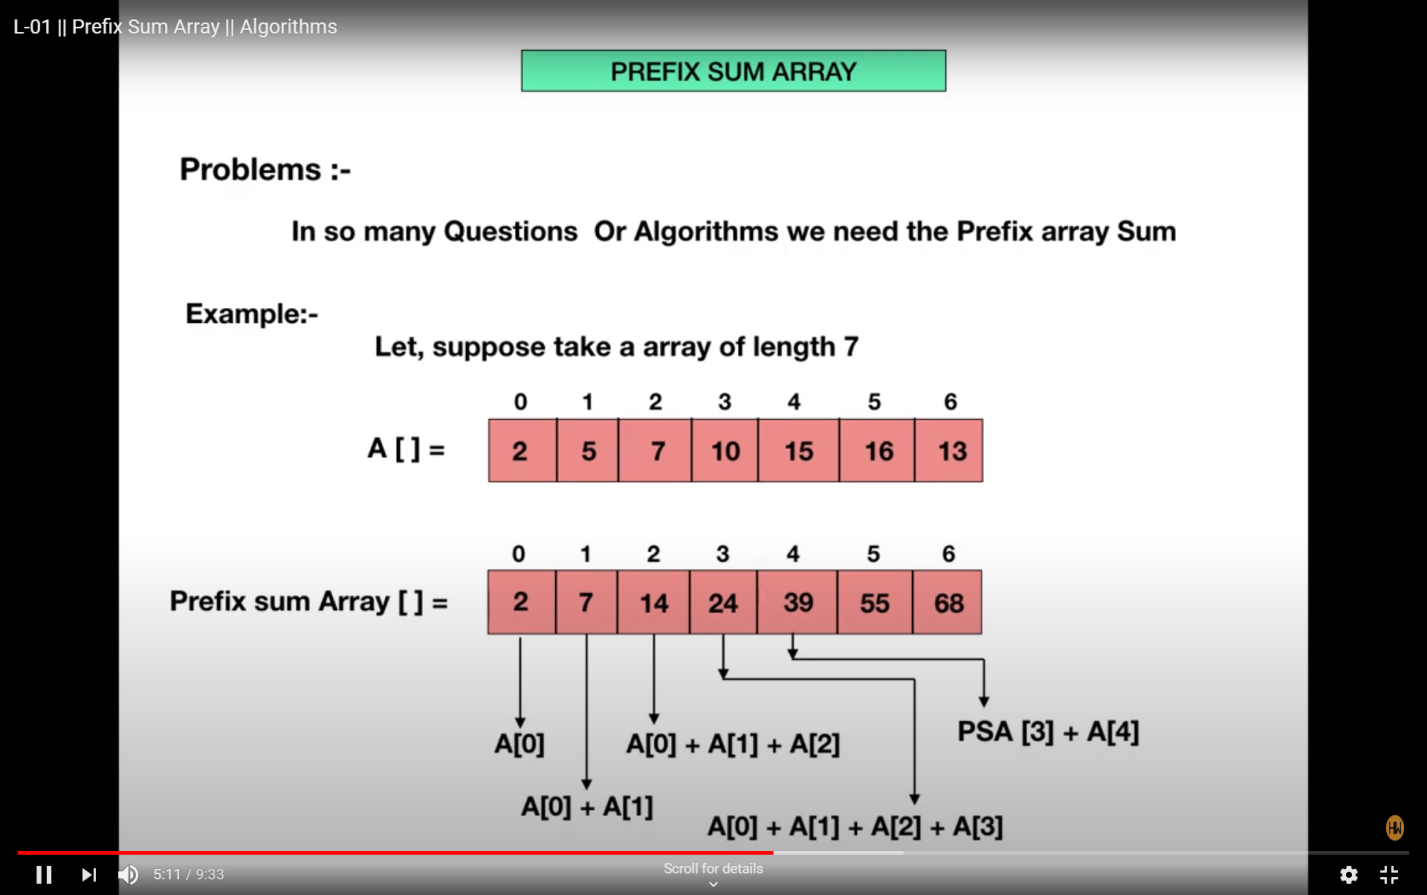 L-01 || Prefix Sum Array || Algorithms
PREFIX SUM ARRAY
Problems :-
In so many Questions Or Algorithms we need the Prefix array Sum
Example:-
Let, suppose take a array of length 7
0 1 2 3 4 5 6
A [ ] = 2 5 7 10 15 16 13
0 1 2 3 4 5 6
Prefix sum Array [ ] = 2 7 14 24 39 55 68
PSA [3] + A[4]
A[0] A[0] + A[1] + A[2]
A[0] + A[1]
A[0] + A[1] + A[2] + A[3]
HW
5:11 / 9:33
Scroll for details